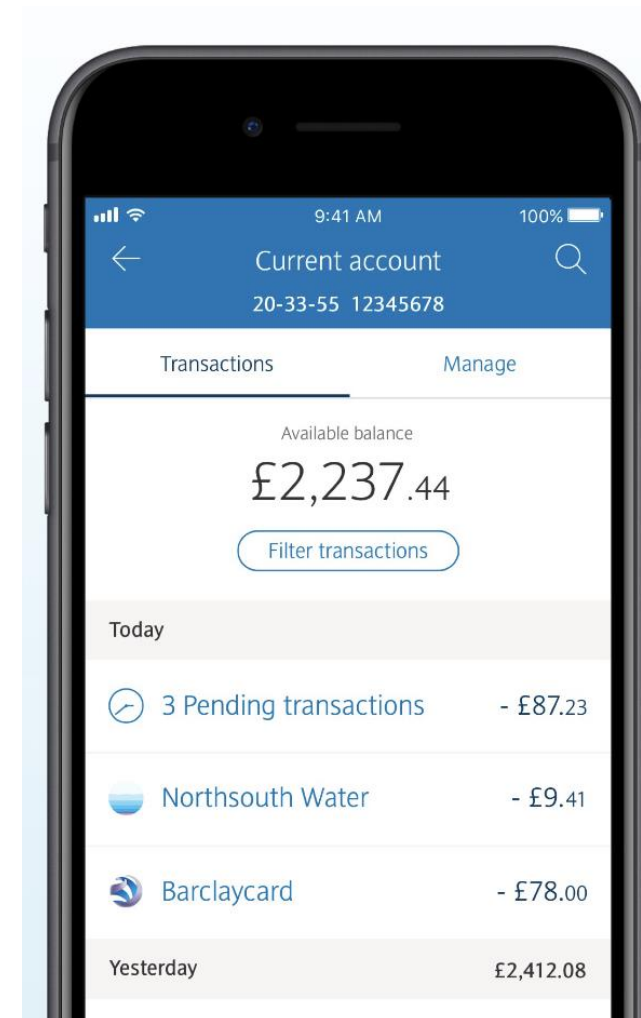 9:41 AM 100%
Current account
20-33-55 12345678
Transactions Manage
Available balance
£2,237.44
Filter transactions
Today
3 Pending transactions - £87.23
Northsouth Water - £9.41
Barclaycard - £78.00
Yesterday £2,412.08